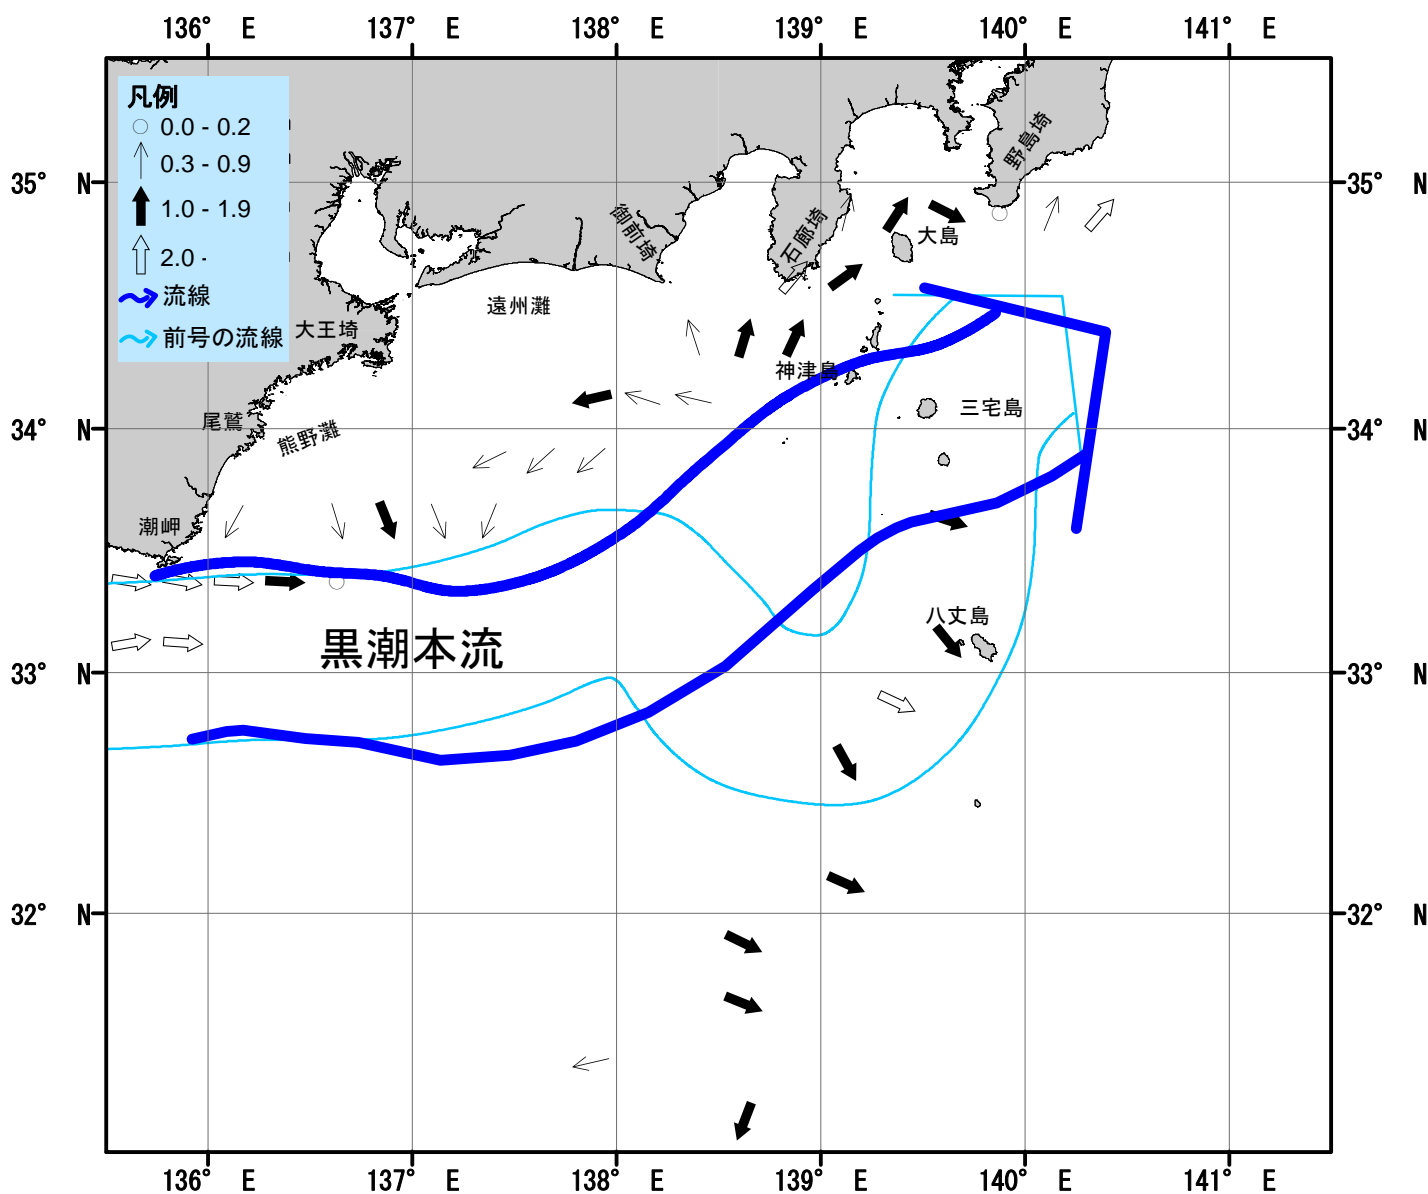 136° E 137° E 138° E 139° E 140° E 141° E
凡例
0.0 - 0.2
0.3 - 0.9
1.0 - 1.9
2.0 -
流線
前号の流線
35° N
35° N
野島埼
御前埼
石廊埼
大島
遠州灘
大王埼
神津島
三宅島
尾鷲
熊野灘
34° N
34° N
潮岬
八丈島
黒潮本流
33° N
33° N
32° N
32° N
136° E 137° E 138° E 139° E 140° E 141° E